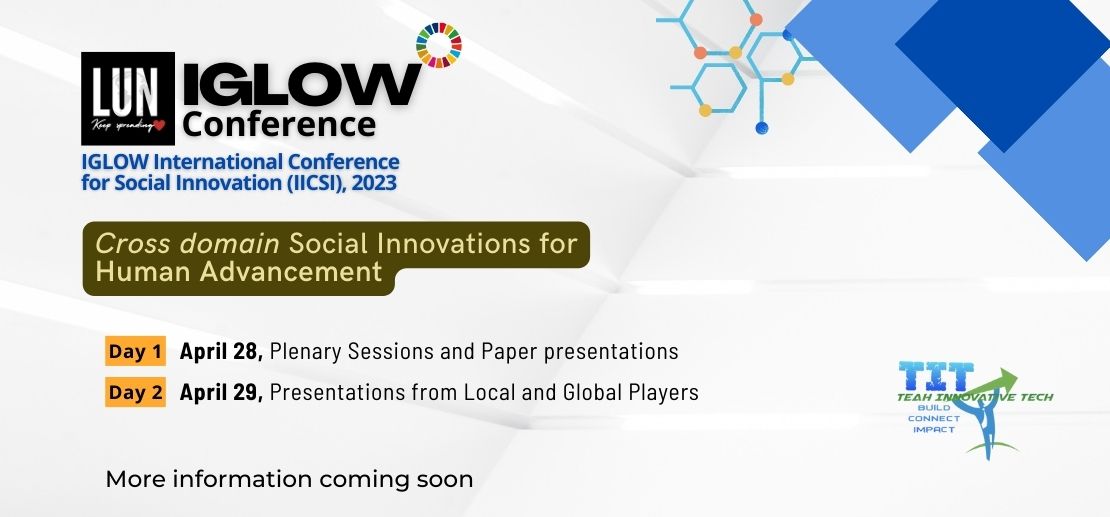 LUN
Keep spreading
IGLOW
Conference
IGLOW International Conference
for Social Innovation (IICSI), 2023
Cross domain Social Innovations for
Human Advancement
Day 1 April 28, Plenary Sessions and Paper presentations
Day 2 April 29, Presentations from Local and Global Players
More information coming soon
TIT
TEAH INNOVATIVE TECH
BUILD
CONNECT
IMPACT